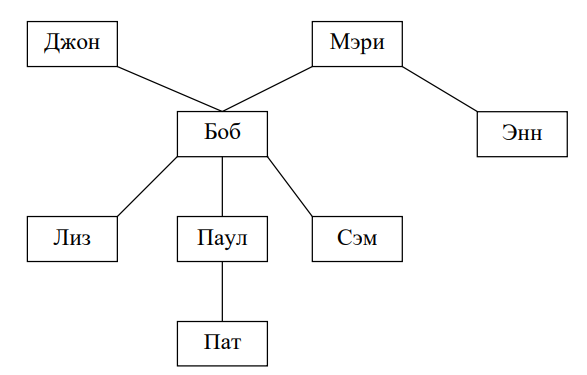 Джон
Мэри
Боб
Энн
Лиз
Паул
Сэм
Пат